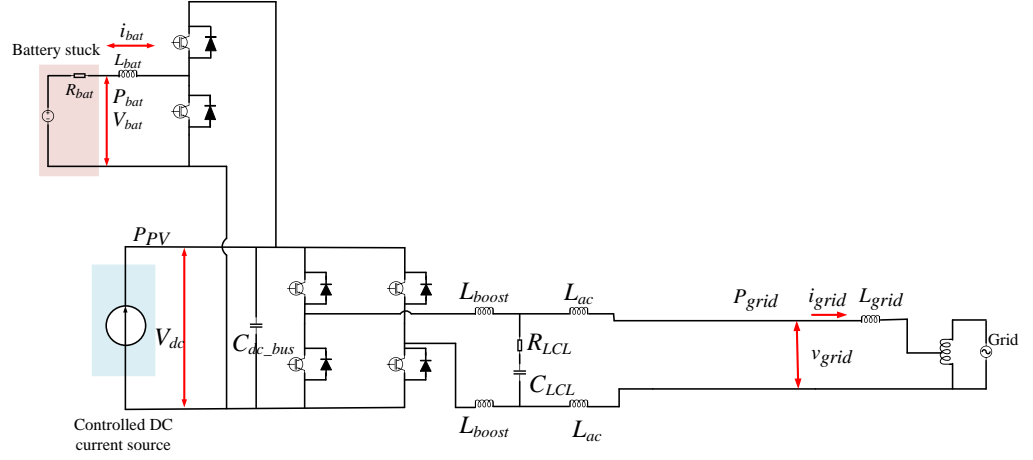 i_bat
Battery stuck
L_bat
R_bat
P_bat
V_bat
P_PV
L_boost
L_ac
P_grid
i_grid
L_grid
V_dc
C_dc_bus
R_LCL
v_grid
Grid
C_LCL
L_boost
L_ac
Controlled DC
current source